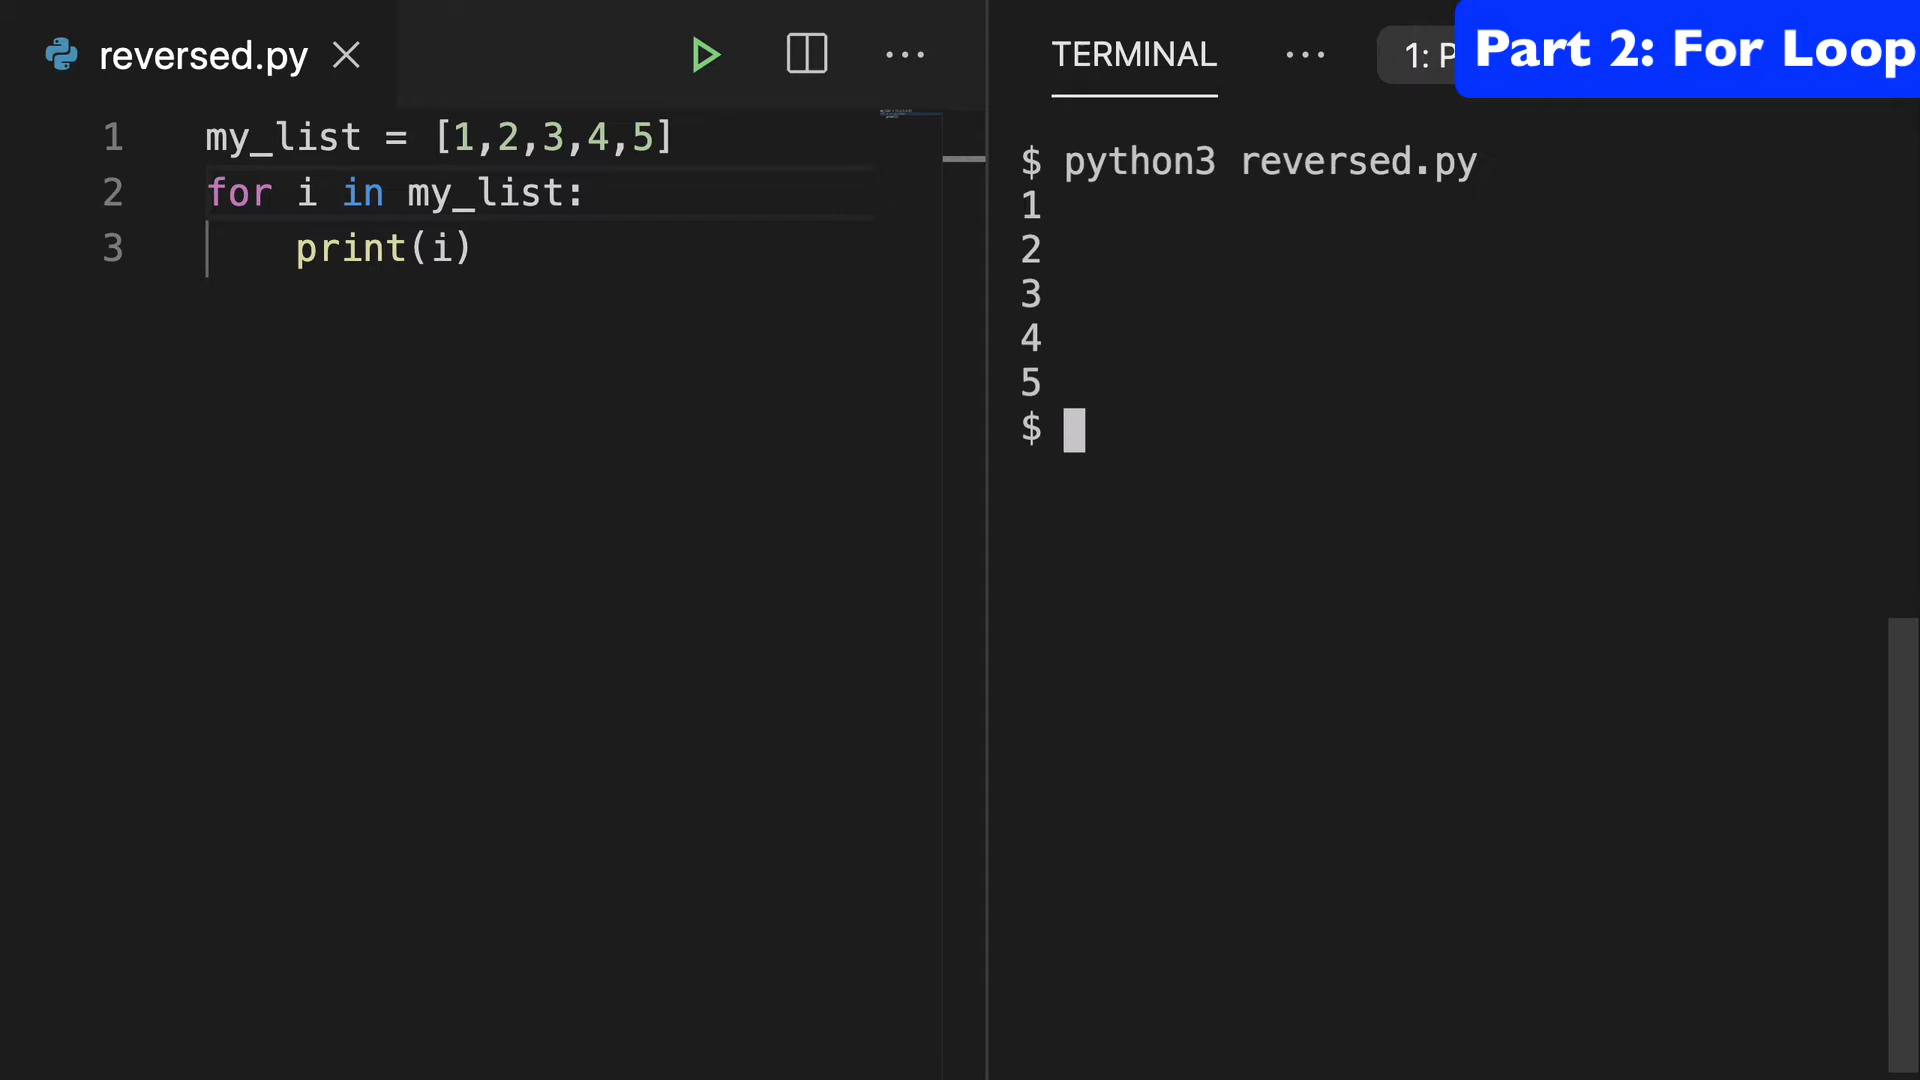 reversed.py
1 my_list = [1,2,3,4,5]
2 for i in my_list:
3 print(i)
TERMINAL
1: P
Part 2: For Loop
$ python3 reversed.py
1
2
3
4
5
$